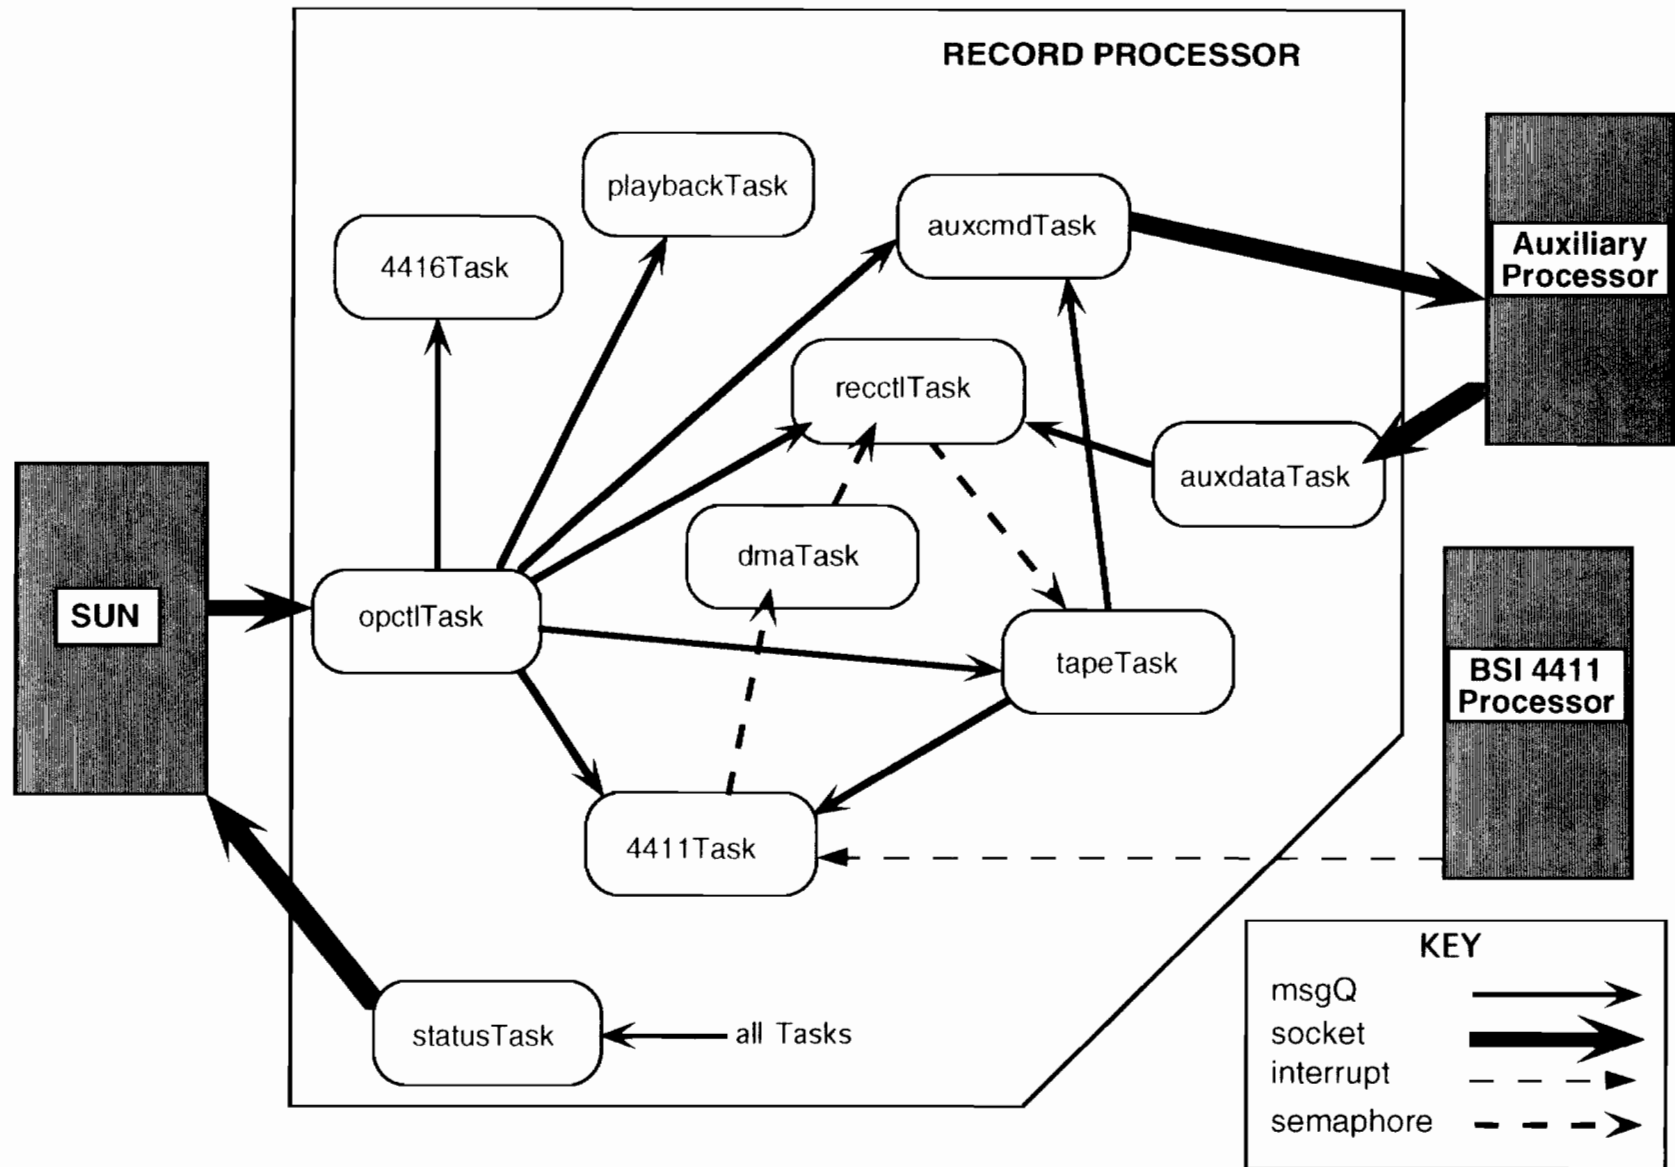 RECORD PROCESSOR
playbackTask
4416Task
auxcmdTask
Auxiliary
Processor
recctlTask
auxdataTask
dmaTask
SUN
opctlTask
tapeTask
BSI 4411
Processor
4411Task
statusTask
all Tasks
KEY
msgQ
socket
interrupt
semaphore